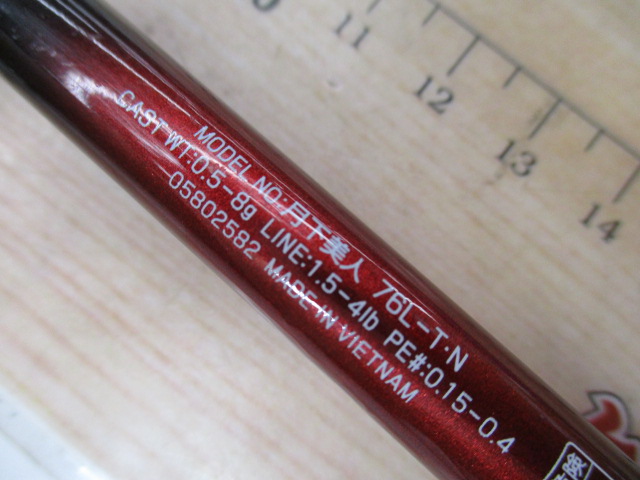 11
12
13
14
MODEL NO:月下美人 76L-T·N
CAST WT:0.5-8g LINE:1.5-4lb PE#:0.15-0.4
05802582 MADE IN VIETNAM